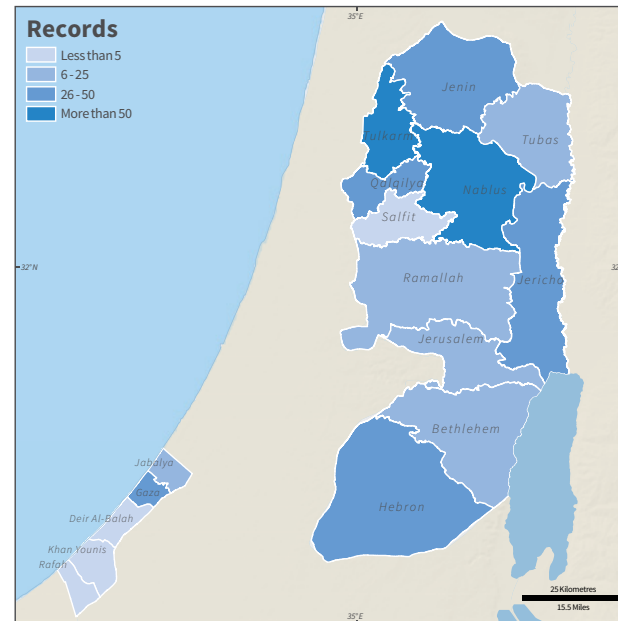 35°E
Records
Less than 5
6 - 25
26 - 50
More than 50
Jenin
Tulkarm
Tubas
Qalqilya
Nablus
Salfit
32°N
32
Ramallah
Jericho
Jerusalem
Bethlehem
Jabalya
Gaza
Hebron
Deir Al-Balah
Khan Younis
Rafah
25 Kilometres
15.5 Miles
35°E